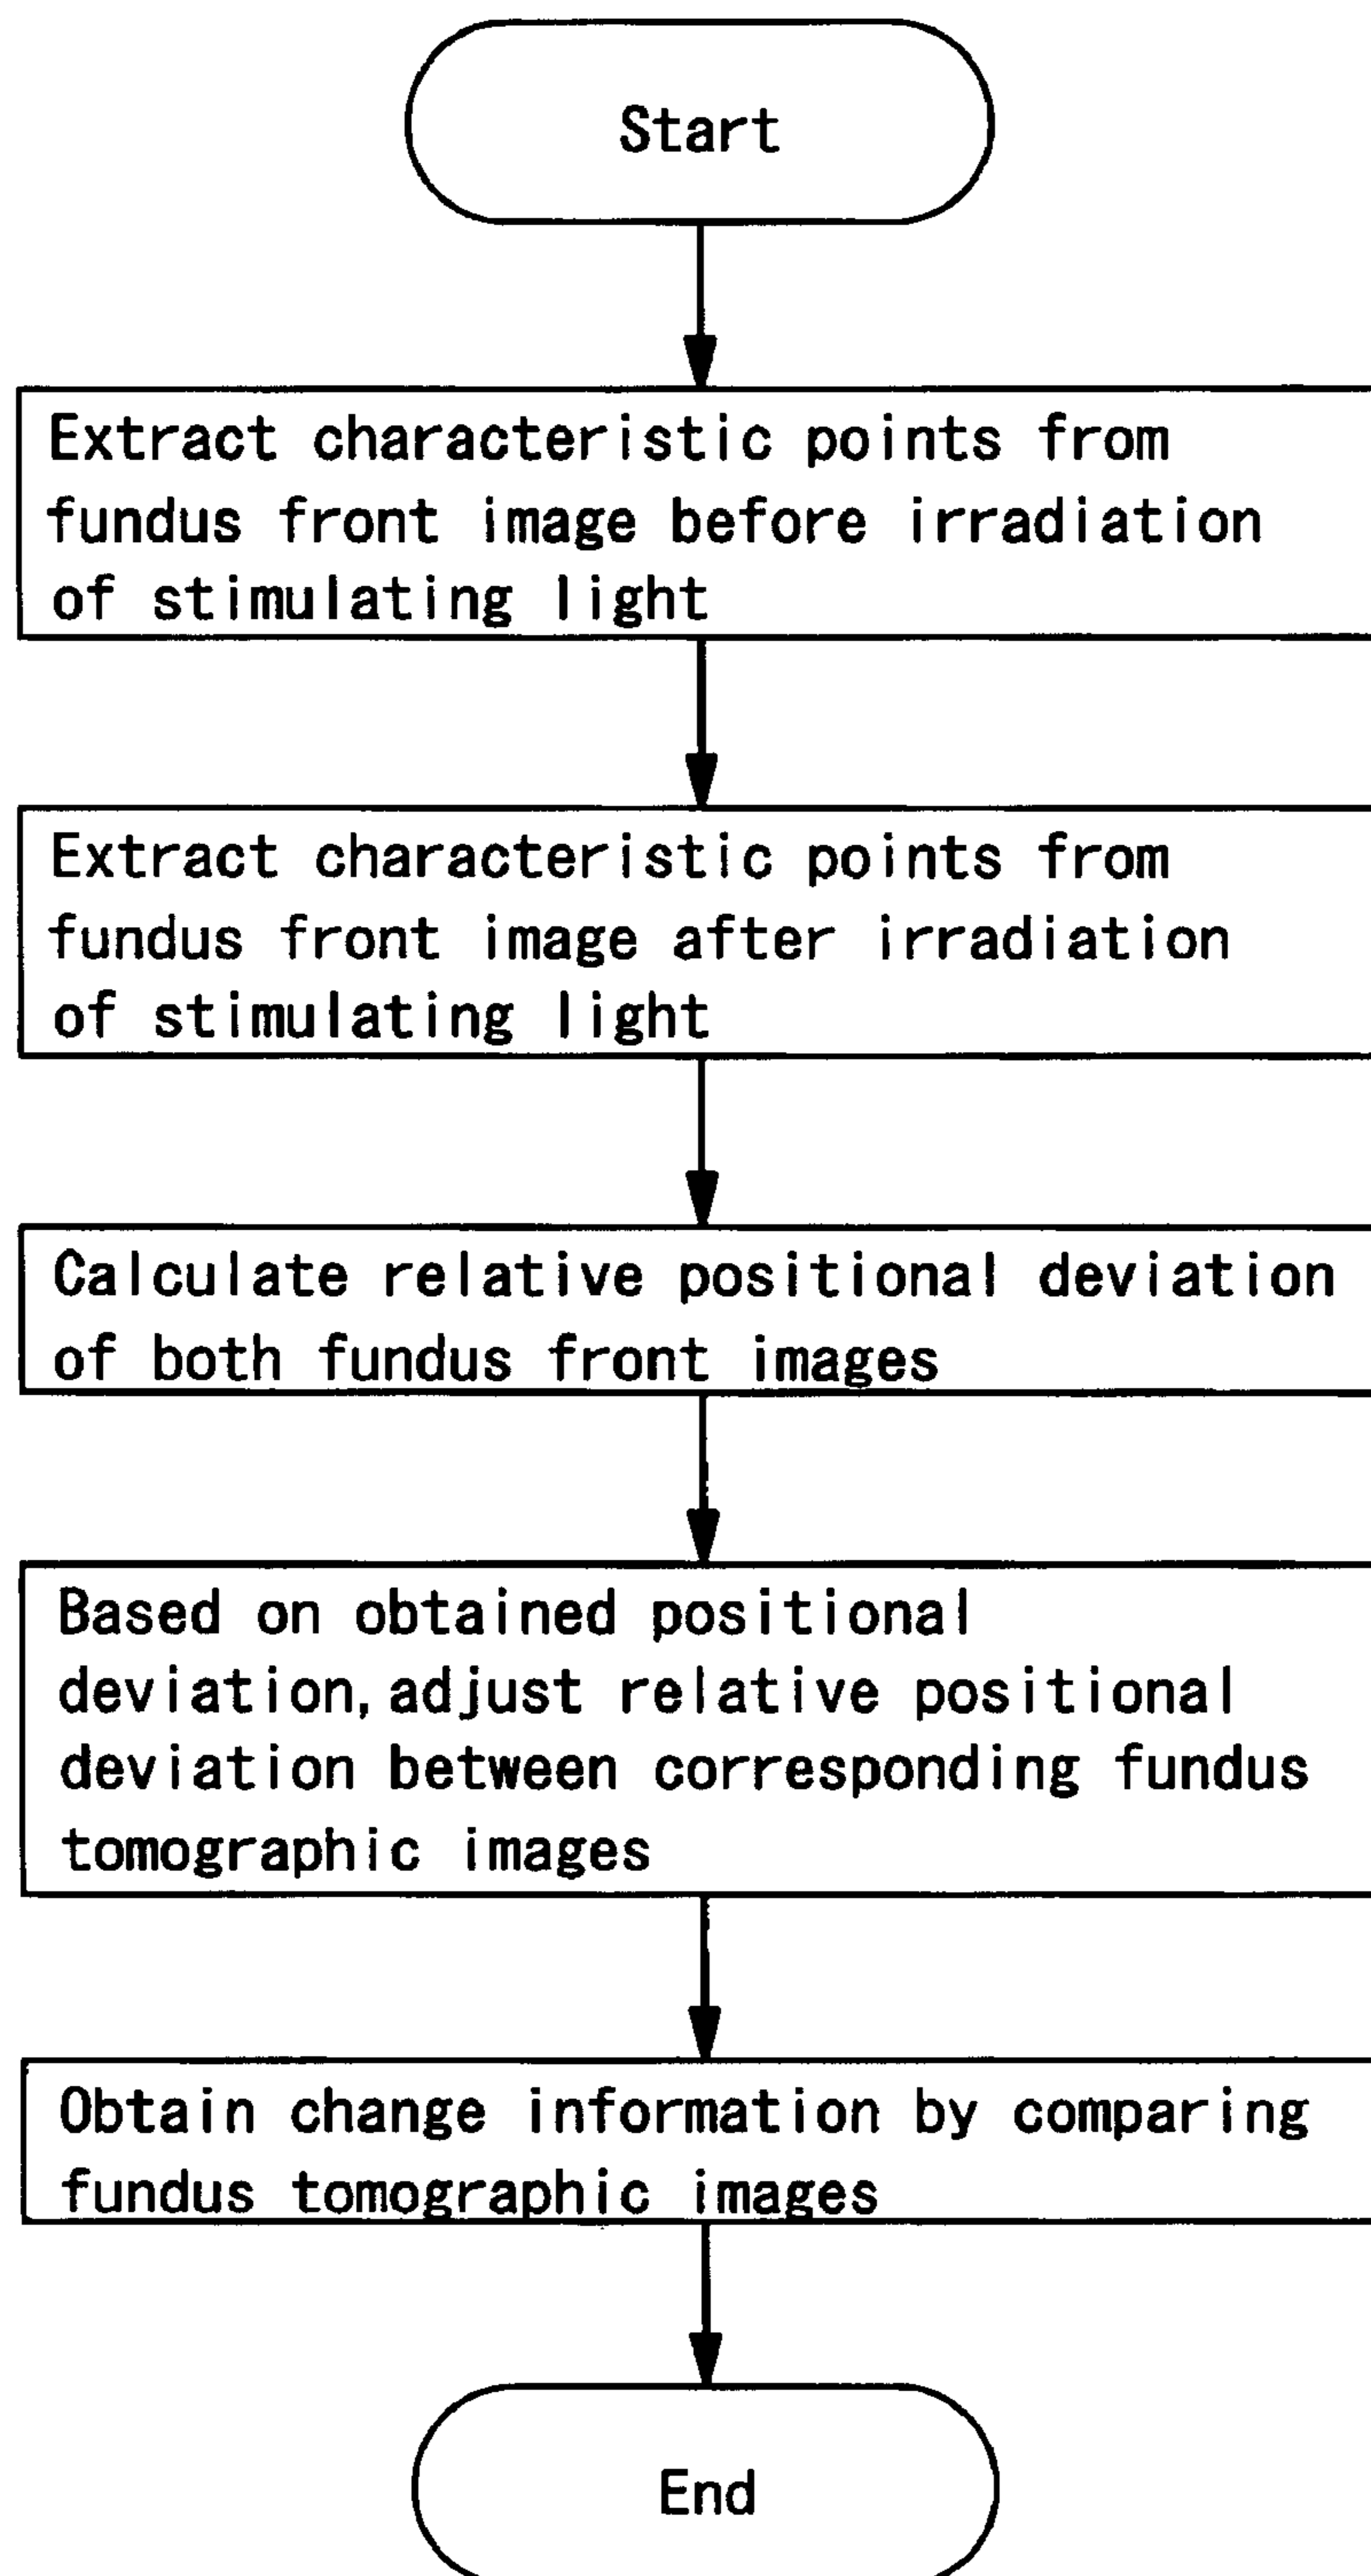 Start
Extract characteristic points from
fundus front image before irradiation
of stimulating light
Extract characteristic points from
fundus front image after irradiation
of stimulating light
Calculate relative positional deviation
of both fundus front images
Based on obtained positional
deviation, adjust relative positional
deviation between corresponding fundus
tomographic images
Obtain change information by comparing
fundus tomographic images
End